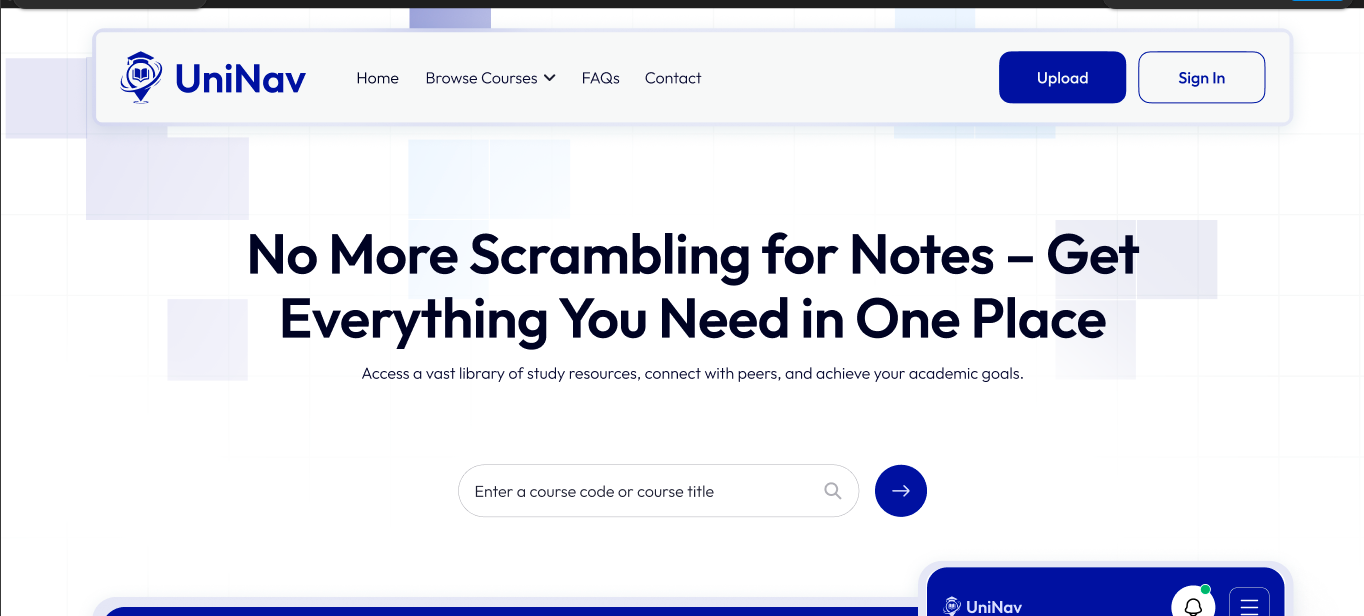 UniNav
Home
Browse Courses
FAQs
Contact
Upload
Sign In
No More Scrambling for Notes – Get
Everything You Need in One Place
Access a vast library of study resources, connect with peers, and achieve your academic goals.
Enter a course code or course title
UniNav